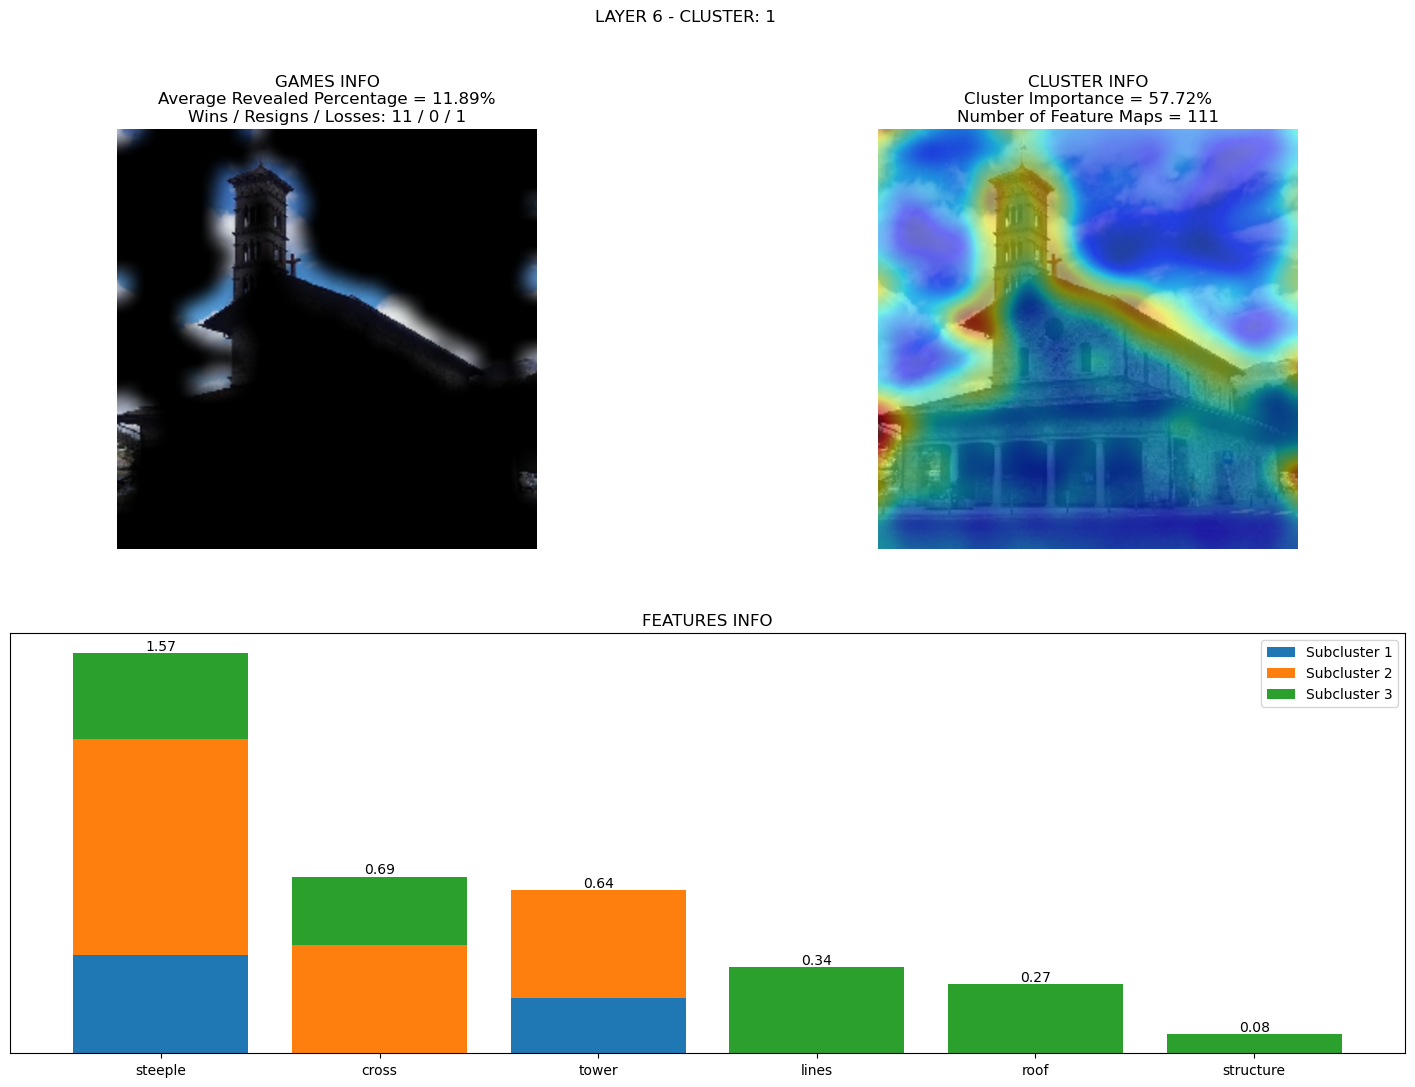 LAYER 6 - CLUSTER: 1
GAMES INFO
Average Revealed Percentage = 11.89%
Wins / Resigns / Losses: 11 / 0 / 1
CLUSTER INFO
Cluster Importance = 57.72%
Number of Feature Maps = 111
FEATURES INFO
Subcluster 1
Subcluster 2
Subcluster 3
1.57
0.69
0.64
0.34
0.27
0.08
steeple
cross
tower
lines
roof
structure